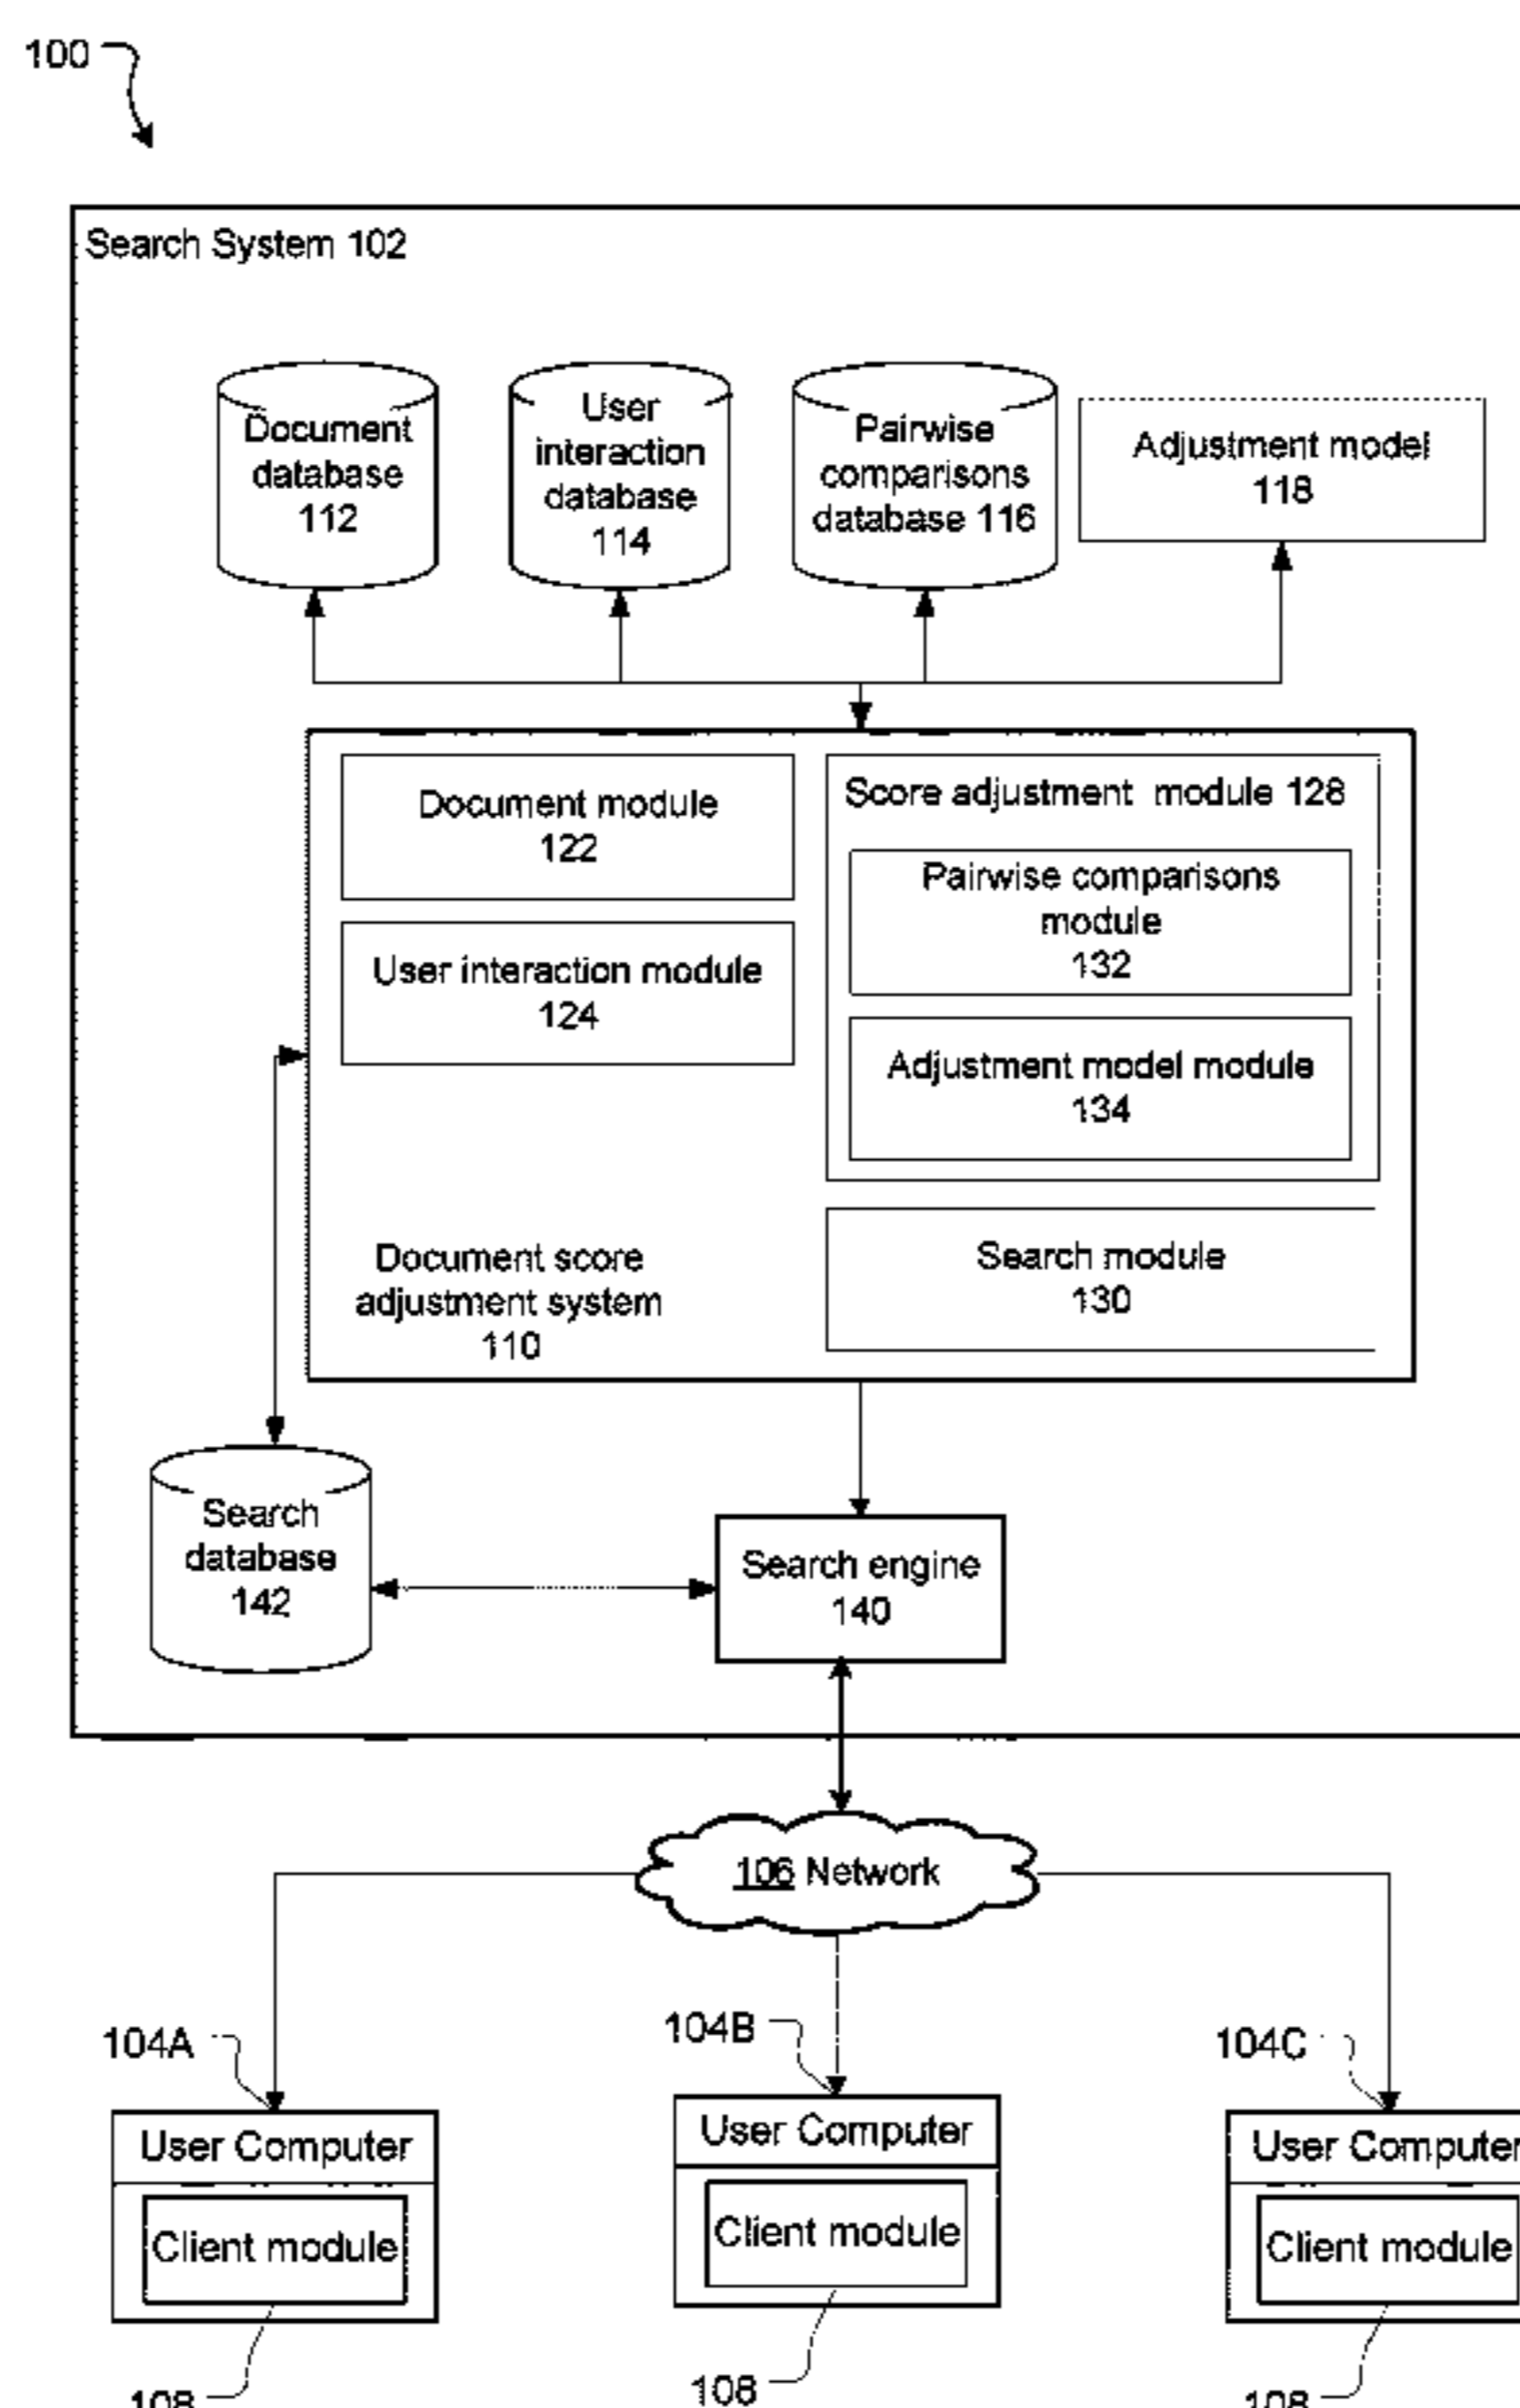 100
Search System 102
Document
database
112
User
interaction
database
114
Pairwise
comparisons
database 116
Adjustment model
118
Document module
122
Score adjustment module 128
Pairwise comparisons
module
132
User interaction module
124
Adjustment model module
134
Document score
adjustment system
110
Search module
130
Search
database
142
Search engine
140
106 Network
104A
104B
104C
User Computer
Client module
108
User Computer
Client module
108
User Computer
Client module
108